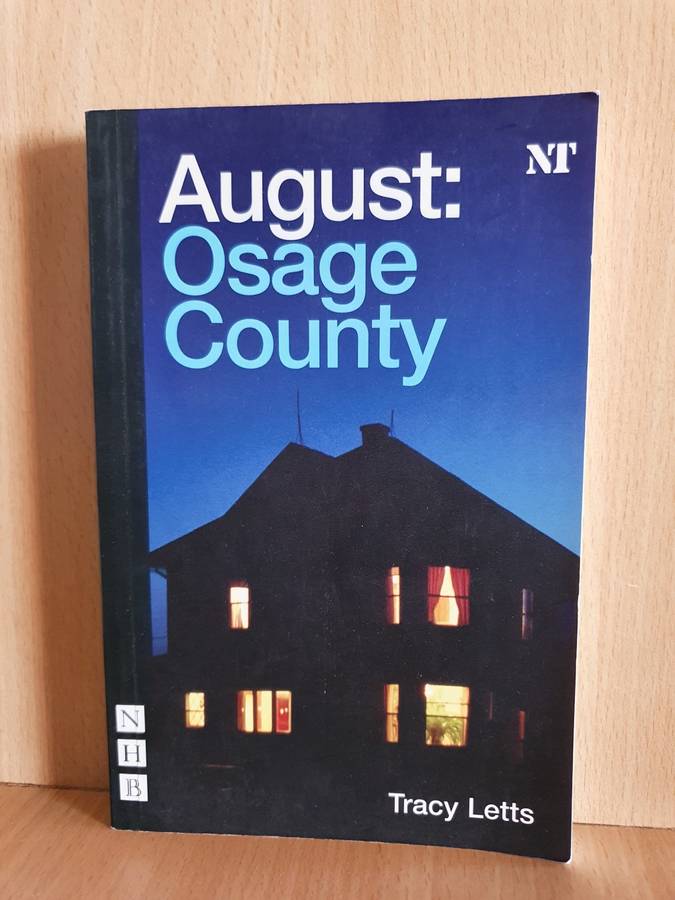 NT
August:
Osage
County
Tracy Letts
N
H
B